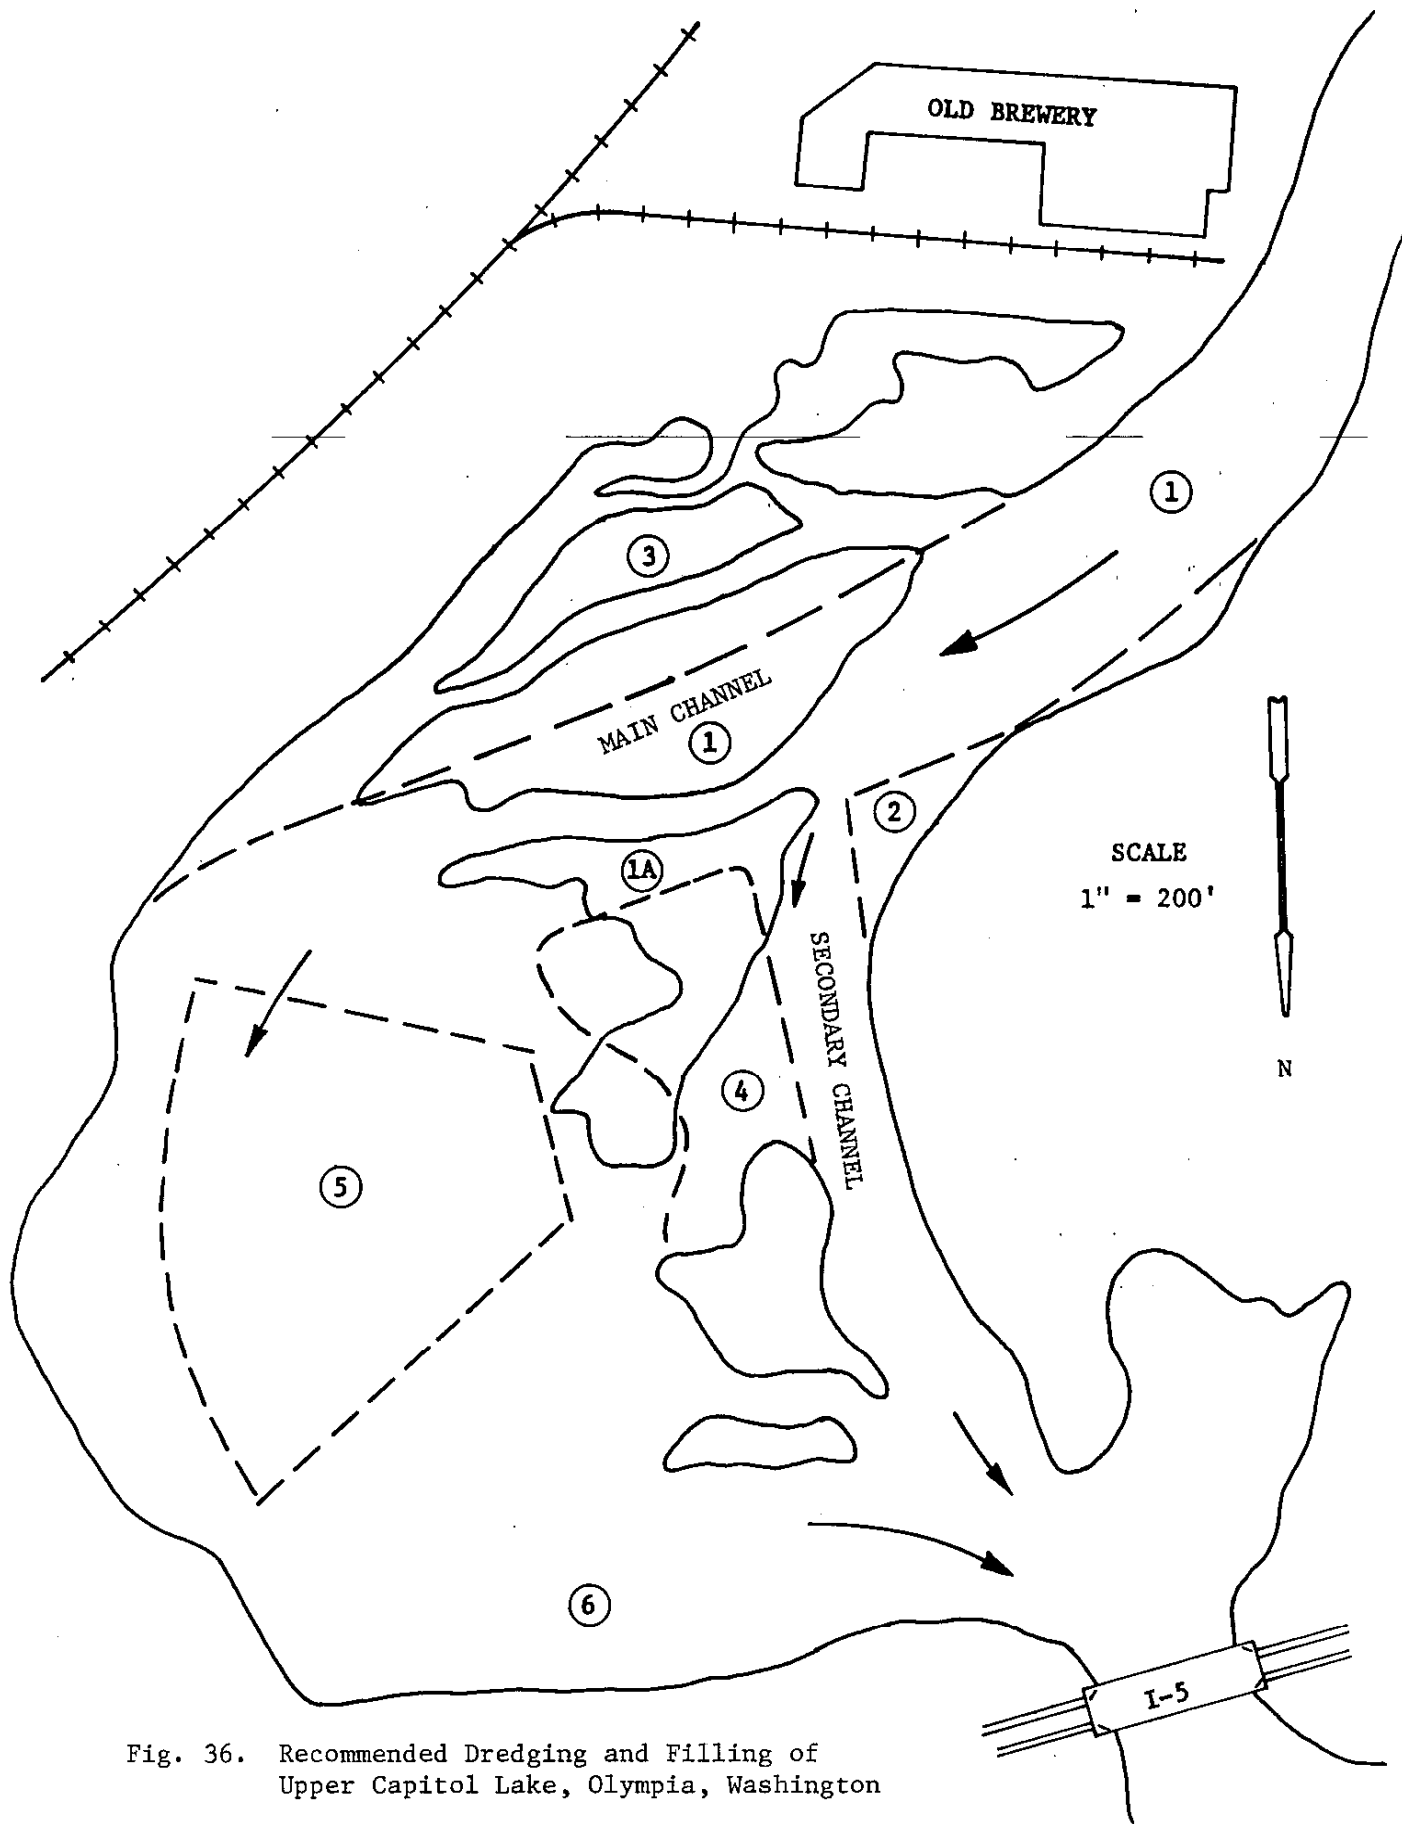 OLD BREWERY
1
3
MAIN CHANNEL
1
2
1A
SCALE
1" = 200'
SECONDARY CHANNEL
N
4
5
6
I-5
Fig. 36. Recommended Dredging and Filling of
Upper Capitol Lake, Olympia, Washington